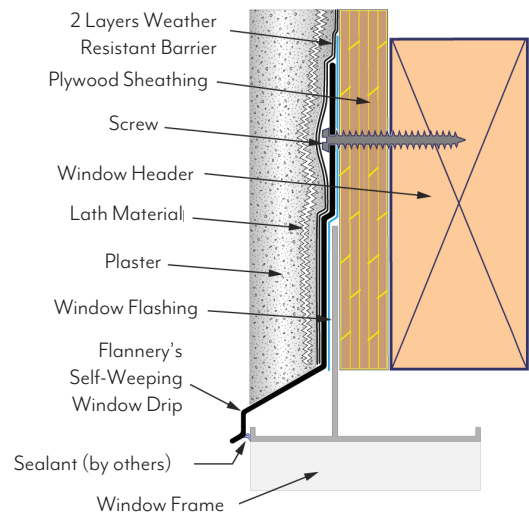 2 Layers Weather
Resistant Barrier
Plywood Sheathing
Screw
Window Header
Lath Material
Plaster
Window Flashing
Flannery's
Self-Weeping
Window Drip
Sealant (by others)
Window Frame